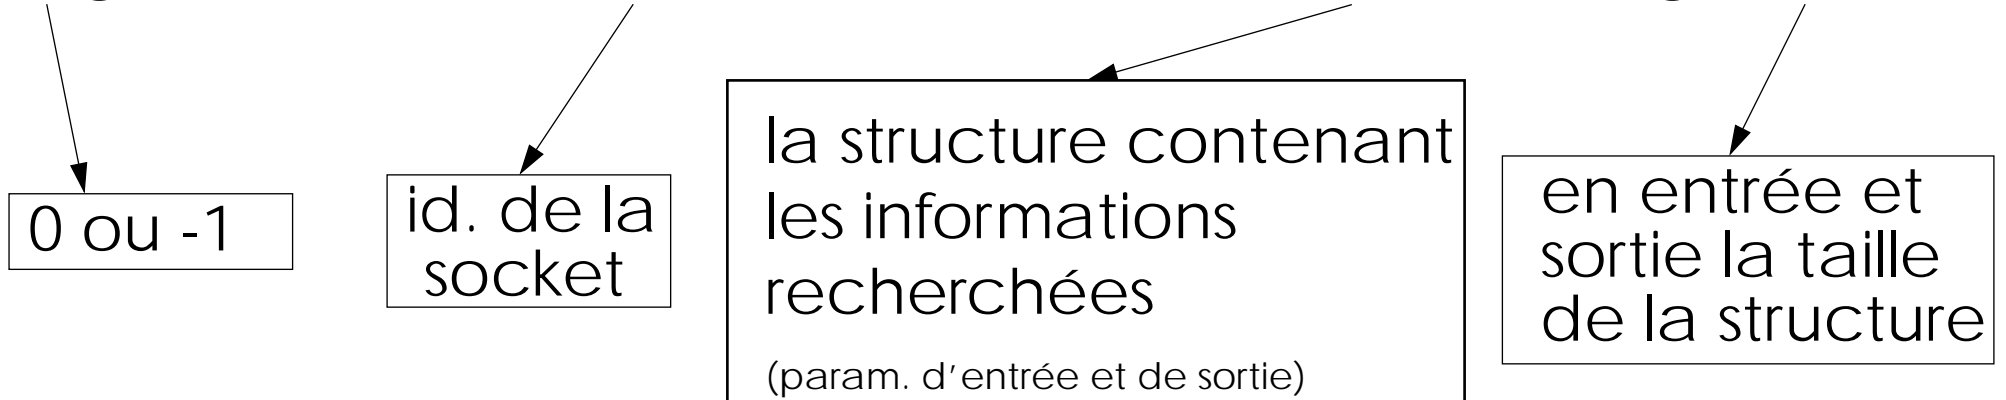 0 ou -1
id. de la
socket
la structure contenant
les informations
recherchées
(param. d'entrée et de sortie)
en entrée et
sortie la taille
de la structure